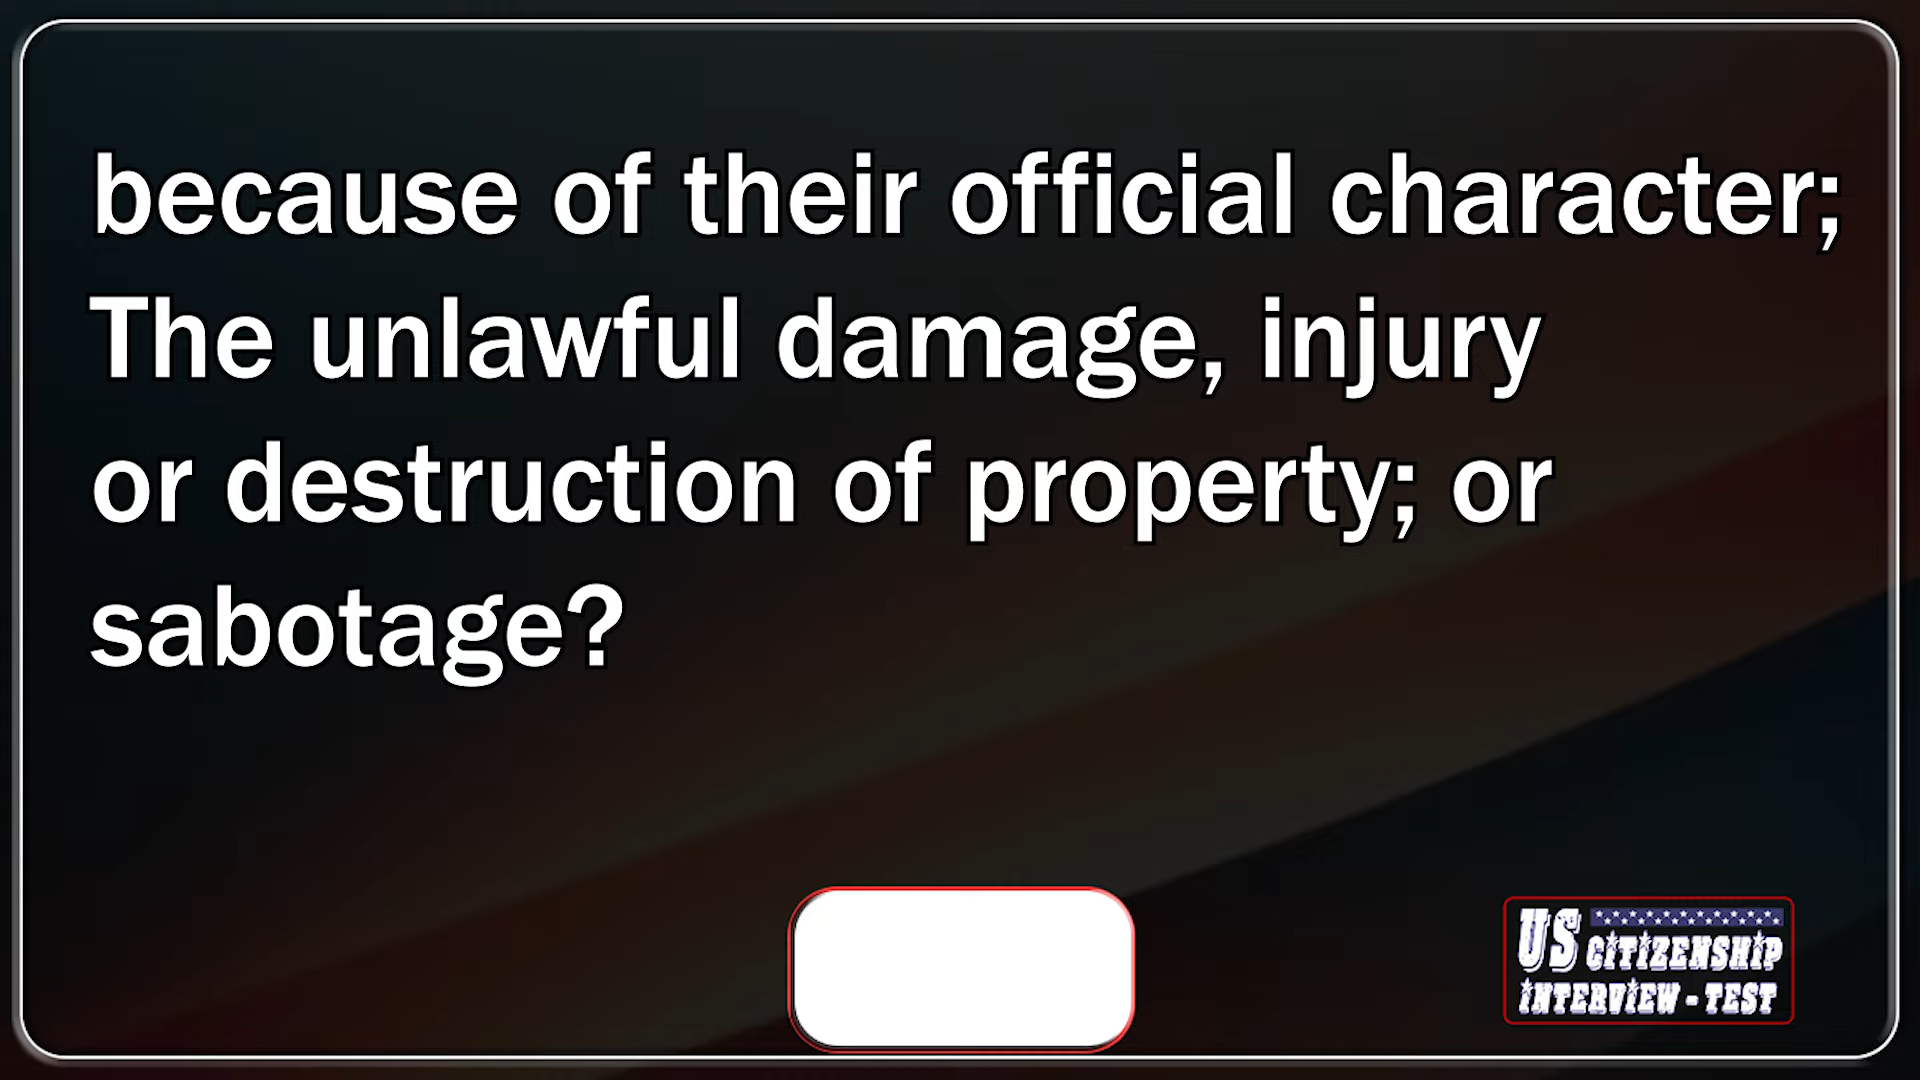 because of their official character;
The unlawful damage, injury
or destruction of property; or
sabotage?
US CITIZENSHIP
INTERVIEW - TEST